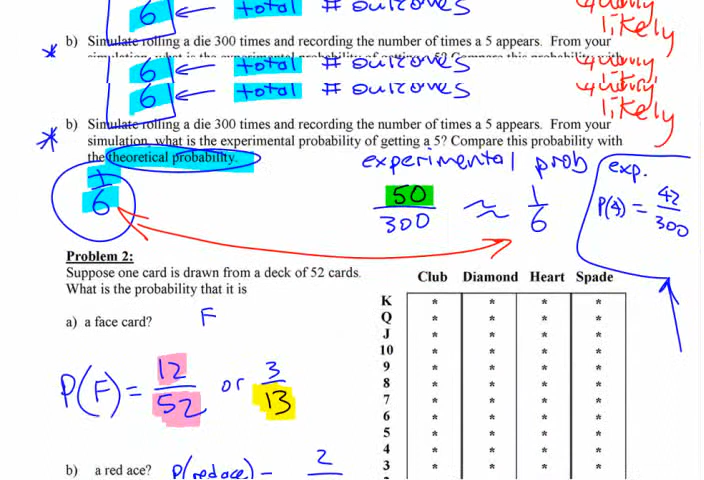 6 ← total # outcomes
likely
b) Simulate rolling a die 300 times and recording the number of times a 5 appears. From your
6 ← total # outcomes
6 ← total # outcomes
likely
* b) Simulate rolling a die 300 times and recording the number of times a 5 appears. From your
simulation, what is the experimental probability of getting a 5? Compare this probability with
the theoretical probability.
1/6
experimental prob
50/300 ≈ 1/6
exp.
P(4) = 42/300
Problem 2:
Suppose one card is drawn from a deck of 52 cards.
What is the probability that it is
Club Diamond Heart Spade
K * * * *
a) a face card? F
Q * * * *
J * * * *
10 * * * *
9 * * * *
P(F) = 12/52 or 3/13
8 * * * *
7 * * * *
6 * * * *
5 * * * *
4 * * * *
3 * * * *
b) a red ace? P(red ace) = 2